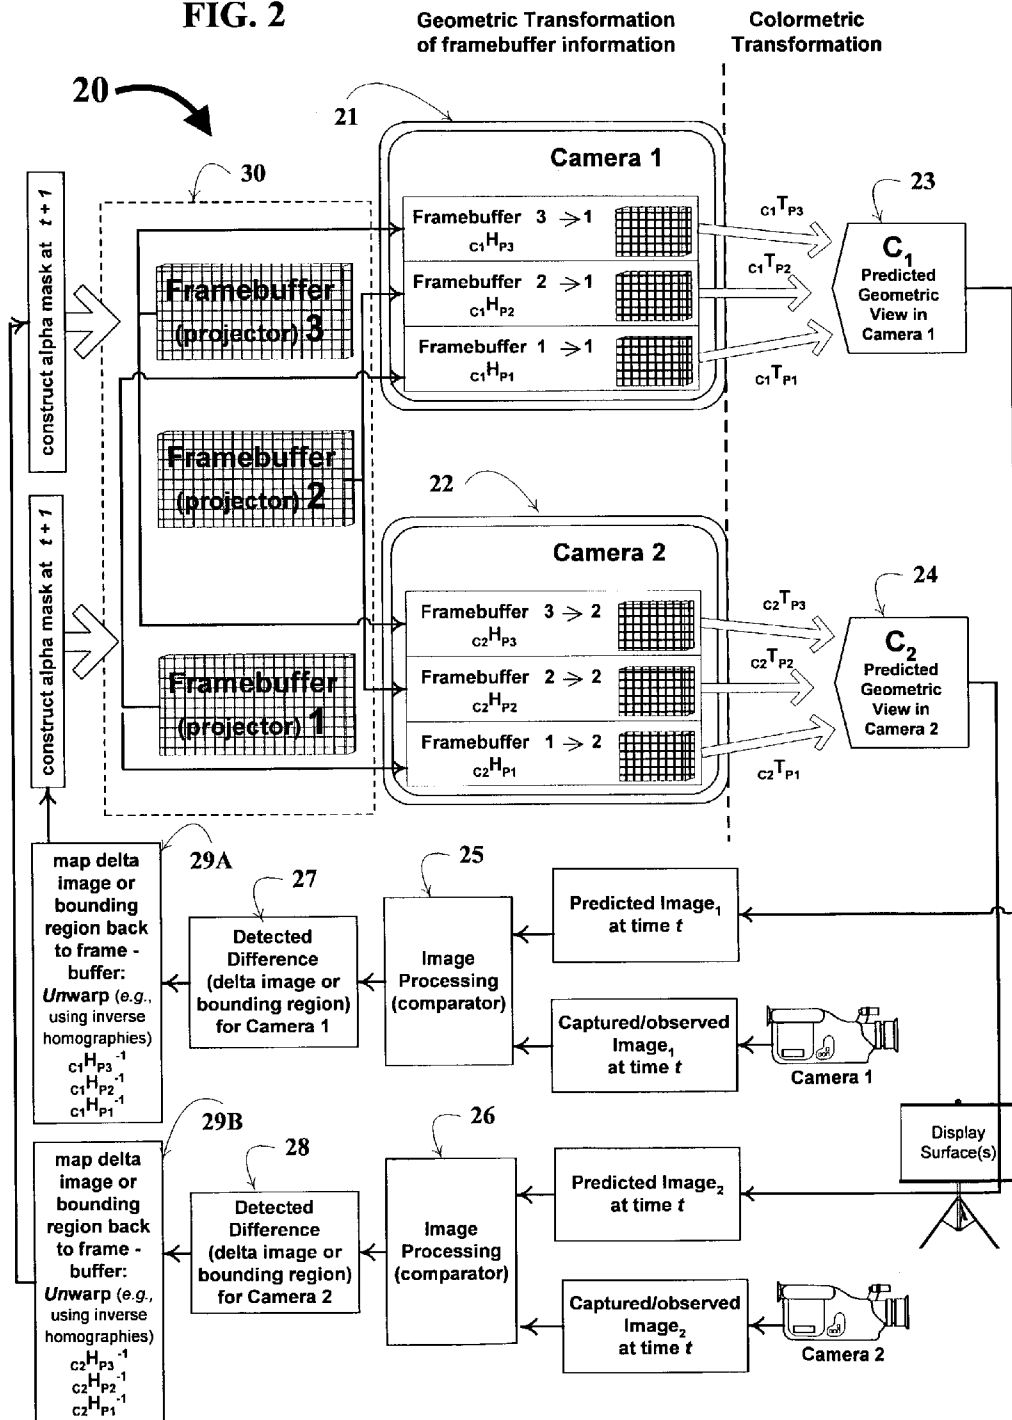 FIG. 2
Geometric Transformation
of framebuffer information
Colormetric
Transformation
20
21
30
23
construct alpha mask at t + 1
Camera 1
Framebuffer 3 → 1
C1HP3
Framebuffer 2 → 1
C1HP2
Framebuffer 1 → 1
C1HP1
C1TP3
C1TP2
C1TP1
C1
Predicted
Geometric
View in
Camera 1
Framebuffer
(projector) 3
Framebuffer
(projector) 2
Framebuffer
(projector) 1
construct alpha mask at t + 1
22
24
Camera 2
Framebuffer 3 → 2
C2HP3
Framebuffer 2 → 2
C2HP2
Framebuffer 1 → 2
C2HP1
C2TP3
C2TP2
C2TP1
C2
Predicted
Geometric
View in
Camera 2
29A
27
25
map delta
image or
bounding
region back
to frame -
buffer:
Unwarp (e.g.,
using inverse
homographies)
C1HP3-1
C1HP2-1
C1HP1-1
Detected
Difference
(delta image or
bounding region)
for Camera 1
Image
Processing
(comparator)
Predicted Image1
at time t
Captured/observed
Image1
at time t
Camera 1
29B
28
26
map delta
image or
bounding
region back
to frame -
buffer:
Unwarp (e.g.,
using inverse
homographies)
C2HP3-1
C2HP2-1
C2HP1-1
Detected
Difference
(delta image or
bounding region)
for Camera 2
Image
Processing
(comparator)
Predicted Image2
at time t
Captured/observed
Image2
at time t
Camera 2
Display
Surface(s)